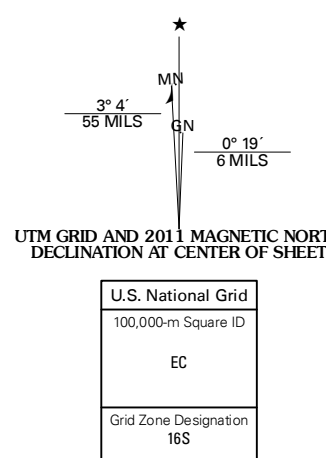 ★
MN
3° 4´
55 MILS
GN
0° 19´
6 MILS
UTM GRID AND 2011 MAGNETIC NORT
DECLINATION AT CENTER OF SHEET
U.S. National Grid
100,000-m Square ID
EC
Grid Zone Designation
16S